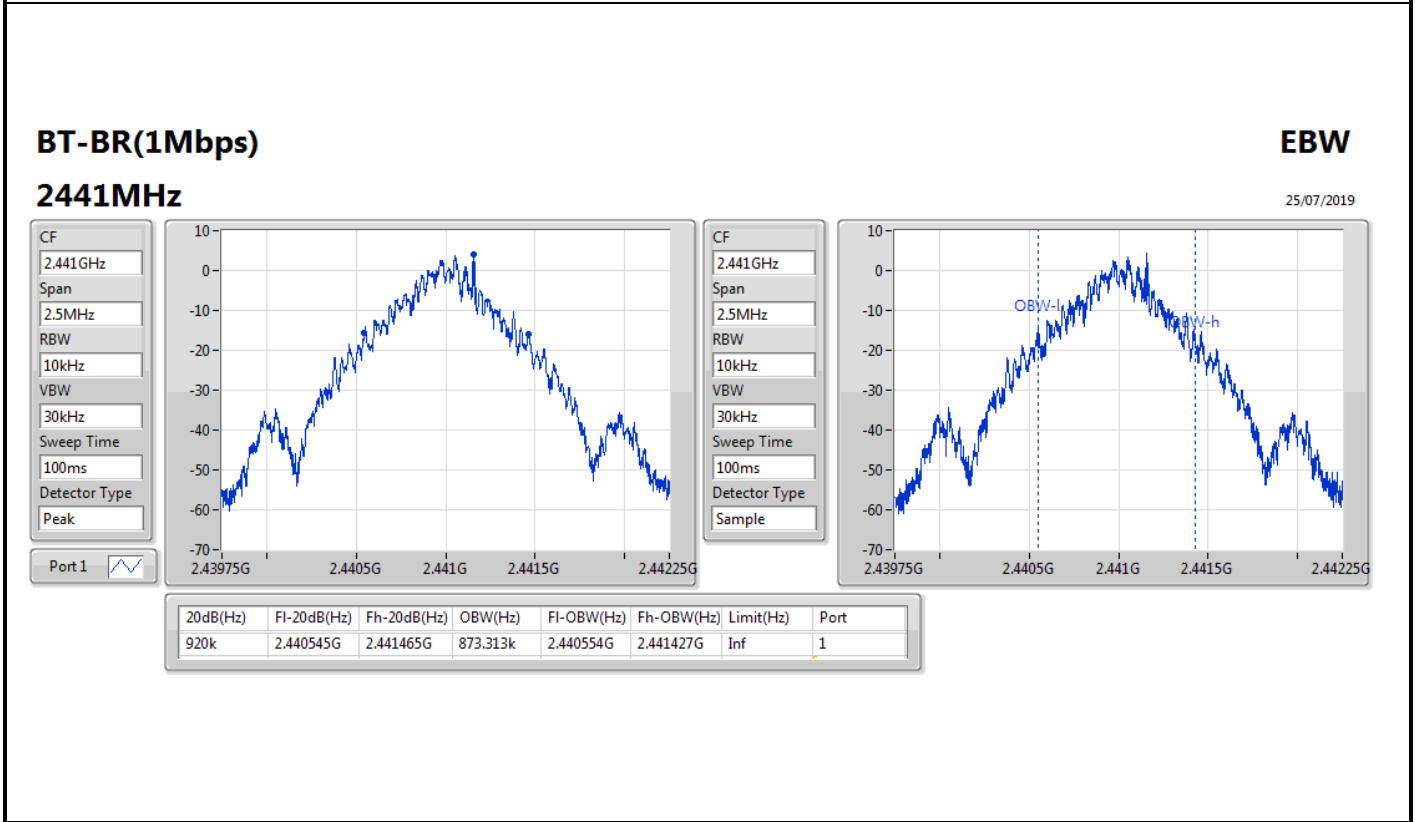 BT-BR(1Mbps)
EBW
2441MHz
25/07/2019
CF
2.441GHz
Span
2.5MHz
RBW
10kHz
VBW
30kHz
Sweep Time
100ms
Detector Type
Peak
Port 1
10
0
-10
-20
-30
-40
-50
-60
-70
2.43975G 2.4405G 2.441G 2.4415G 2.44225G
CF
2.441GHz
Span
2.5MHz
RBW
10kHz
VBW
30kHz
Sweep Time
100ms
Detector Type
Sample
10
0
-10
-20
-30
-40
-50
-60
-70
OBW-l
OBW-h
2.43975G 2.4405G 2.441G 2.4415G 2.44225G
20dB(Hz) Fl-20dB(Hz) Fh-20dB(Hz) OBW(Hz) Fl-OBW(Hz) Fh-OBW(Hz) Limit(Hz) Port
920k 2.440545G 2.441465G 873.313k 2.440554G 2.441427G Inf 1